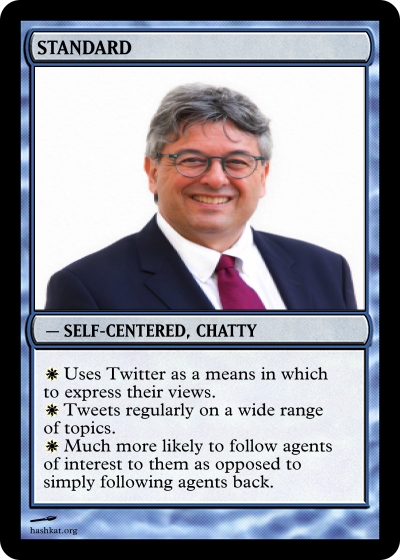 STANDARD
— SELF-CENTERED, CHATTY
⁕ Uses Twitter as a means in which
to express their views.
⁕ Tweets regularly on a wide range
of topics.
⁕ Much more likely to follow agents
of interest to them as opposed to
simply following agents back.
hashkat.org